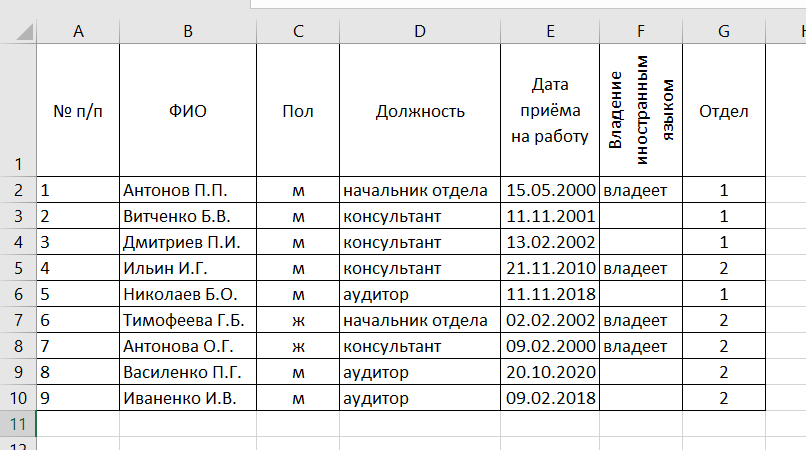 A B C D E F G H
1 № п/п ФИО Пол Должность Дата приёма на работу Владение иностранным языком Отдел
2 1 Антонов П.П. м начальник отдела 15.05.2000 владеет 1
3 2 Витченко Б.В. м консультант 11.11.2001 1
4 3 Дмитриев П.И. м консультант 13.02.2002 1
5 4 Ильин И.Г. м консультант 21.11.2010 владеет 2
6 5 Николаев Б.О. м аудитор 11.11.2018 1
7 6 Тимофеева Г.Б. ж начальник отдела 02.02.2002 владеет 2
8 7 Антонова О.Г. ж консультант 09.02.2000 владеет 2
9 8 Василенко П.Г. м аудитор 20.10.2020 2
10 9 Иваненко И.В. м аудитор 09.02.2018 2
11
12